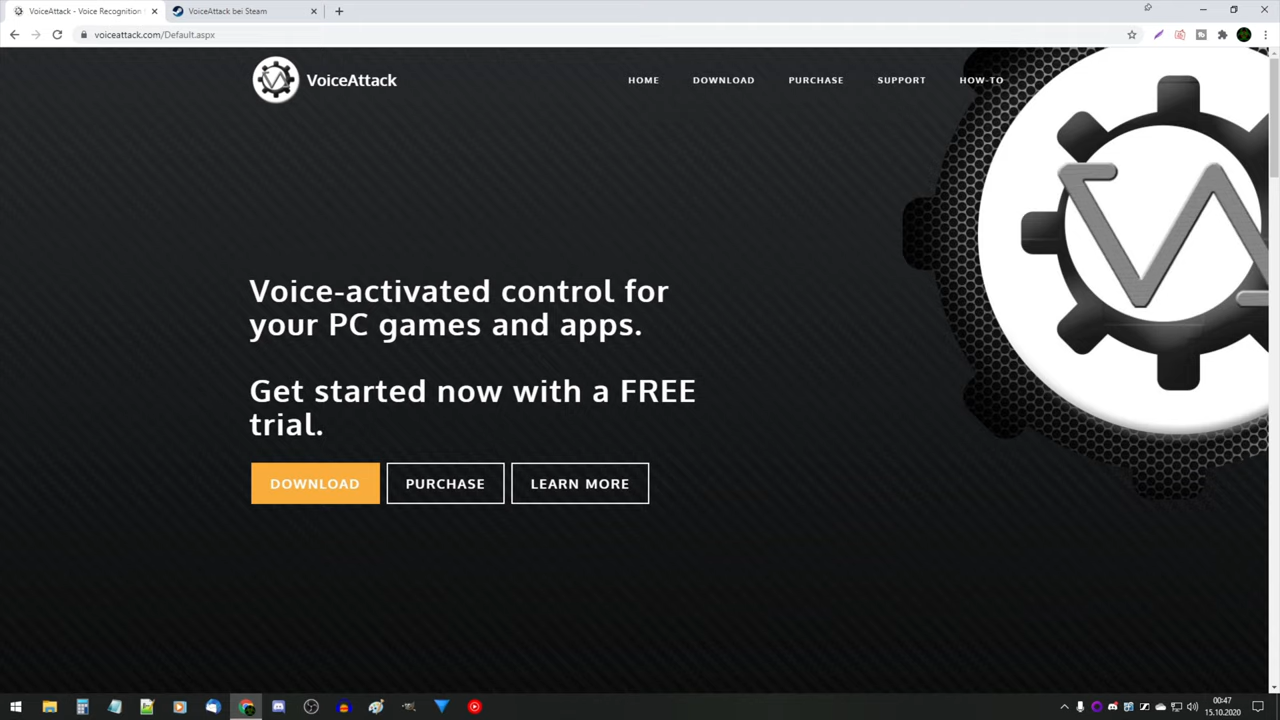 VoiceAttack - Voice Recognition
VoiceAttack bei Steam
voiceattack.com/Default.aspx
VA
VoiceAttack
HOME
DOWNLOAD
PURCHASE
SUPPORT
HOW-TO
VA
Voice-activated control for
your PC games and apps.
Get started now with a FREE
trial.
DOWNLOAD
PURCHASE
LEARN MORE
00:47
15.10.2020